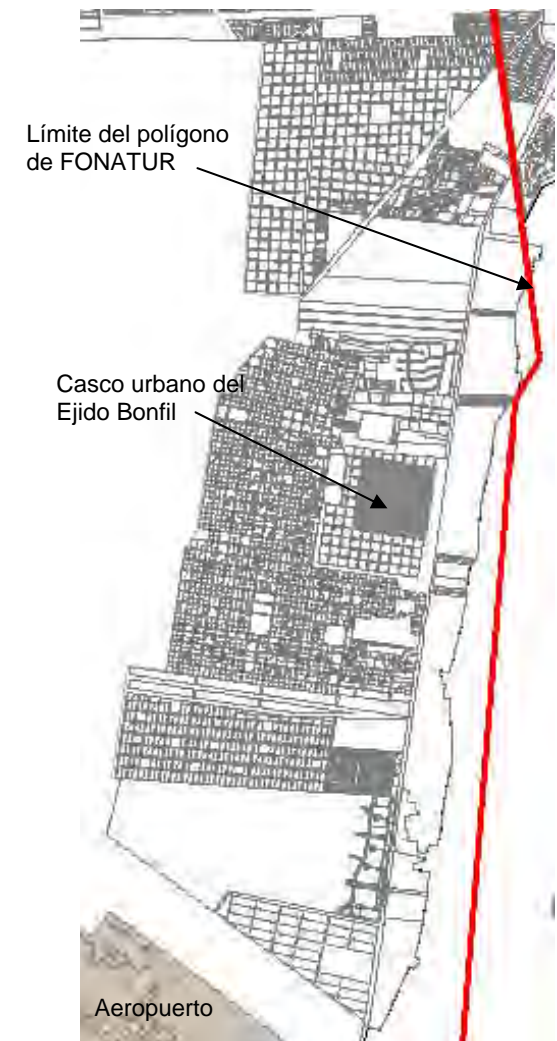 Límite del polígono
de FONATUR
Casco urbano del
Ejido Bonfil
Aeropuerto